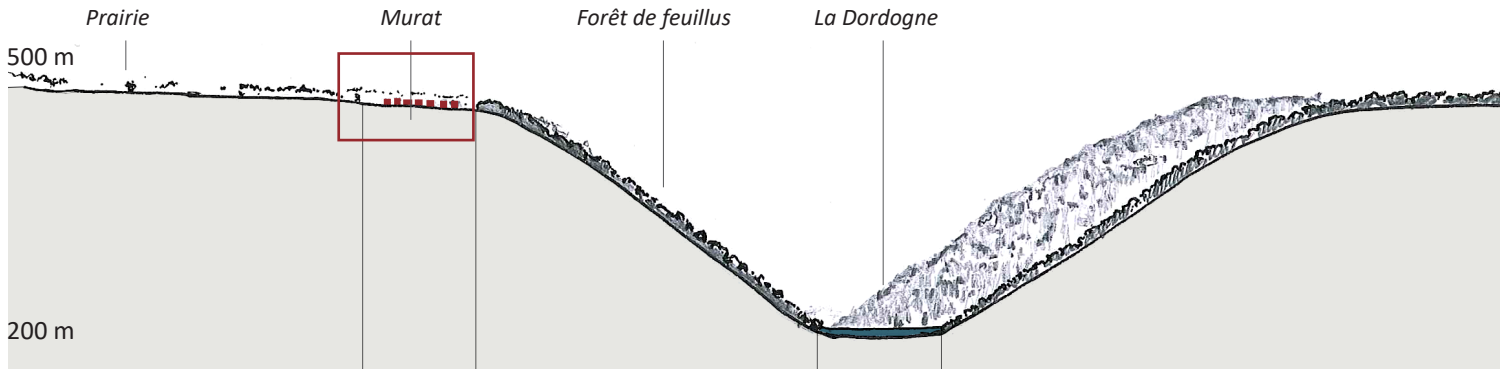 Prairie
Murat
Forêt de feuillus
La Dordogne
500 m
200 m